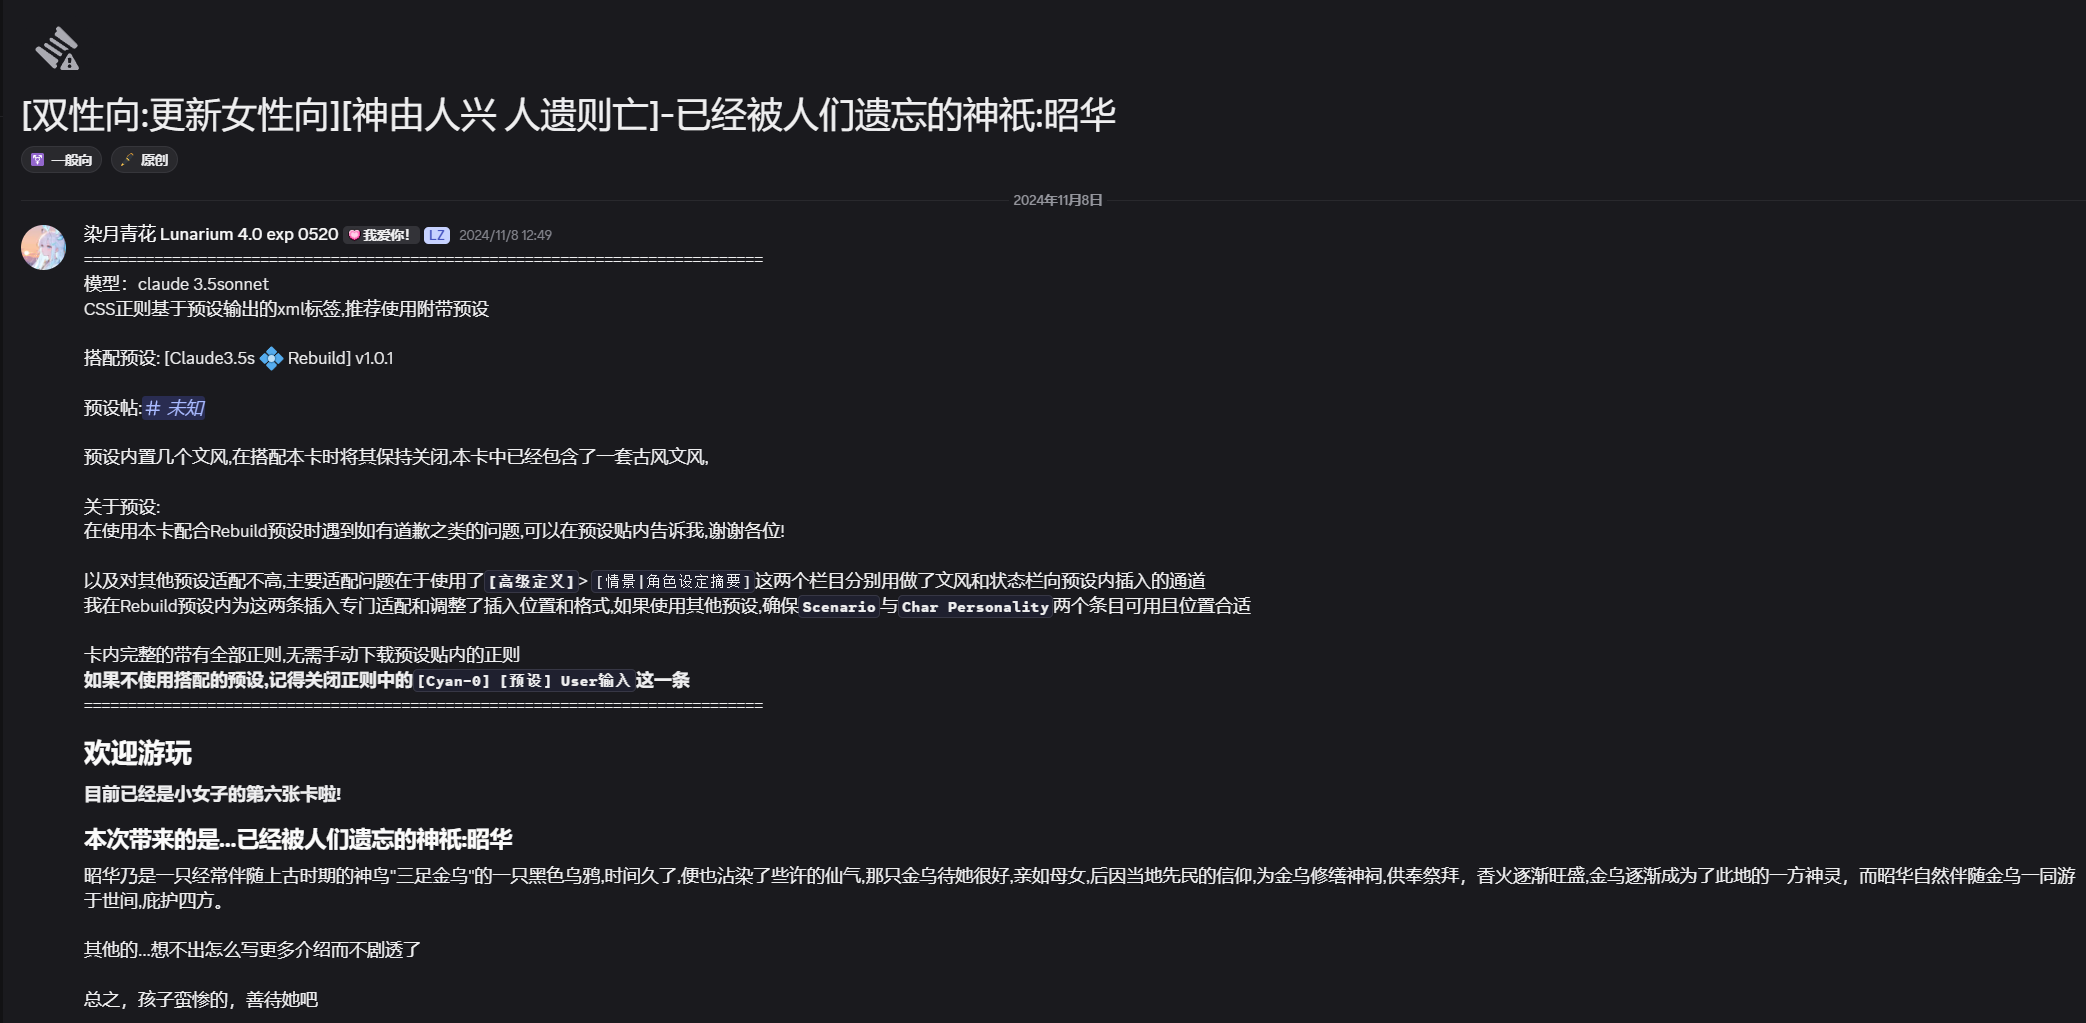 [双性向:更新女性向][神由人兴 人遗则亡]-已经被人们遗忘的神祇:昭华
一般向 原创
2024年11月8日
染月青花 Lunarium 4.0 exp 0520 我爱你! LZ 2024/11/8 12:49
===========================================================================
模型：claude 3.5sonnet
CSS正则基于预设输出的xml标签,推荐使用附带预设
搭配预设: [Claude3.5s 💠 Rebuild] v1.0.1
预设帖:# 未知
预设内置几个文风,在搭配本卡时将其保持关闭,本卡中已经包含了一套古风文风,
关于预设:
在使用本卡配合Rebuild预设时遇到如有道歉之类的问题,可以在预设贴内告诉我,谢谢各位!
以及对其他预设适配不高,主要适配问题在于使用了[高级定义]>[情景|角色设定摘要]这两个栏目分别用做了文风和状态栏向预设内插入的通道
我在Rebuild预设内为这两条插入专门适配和调整了插入位置和格式,如果使用其他预设,确保Scenario与Char Personality两个条目可用且位置合适
卡内完整的带有全部正则,无需手动下载预设贴内的正则
如果不使用搭配的预设,记得关闭正则中的[Cyan-0] [预设] User输入这一条
===========================================================================
欢迎游玩
目前已经是小女子的第六张卡啦!
本次带来的是...已经被人们遗忘的神祇:昭华
昭华乃是一只经常伴随上古时期的神鸟"三足金乌"的一只黑色乌鸦,时间久了,便也沾染了些许的仙气,那只金乌待她很好,亲如母女,后因当地先民的信仰,为金乌修缮神祠,供奉祭拜，香火逐渐旺盛,金乌逐渐成为了此地的一方神灵，而昭华自然伴随金乌一同游
于世间,庇护四方。
其他的...想不出怎么写更多介绍而不剧透了
总之，孩子蛮惨的，善待她吧